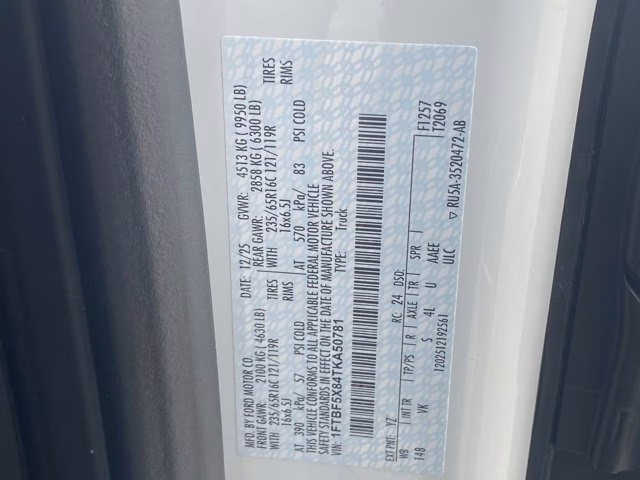 MFD. BY FORD MOTOR CO.
DATE: 12/25 GVWR: 4513 KG ( 9950 LB)
FRONT GAWR: 2100 KG ( 4630 LB) REAR GAWR: 2858 KG ( 6300 LB)
WITH 235/65R16C 121/119R TIRES WITH 235/65R16C 121/119R TIRES
16x6.5J RIMS 16x6.5J RIMS
AT 390 kPa/ 57 PSI COLD AT 570 kPa/ 83 PSI COLD
THIS VEHICLE CONFORMS TO ALL APPLICABLE FEDERAL MOTOR VEHICLE
SAFETY STANDARDS IN EFFECT ON THE DATE OF MANUFACTURE SHOWN ABOVE.
VIN: 1FTBF5X84TKA50781 TYPE: Truck
EXT PNT: YZ RC: 24 DSO: F1257
WB INT TR TP/PS R AXLE TR SPR T2069
148 VK S 4L U AAEE
1202512192561 ULC RU5A-3520472-AB